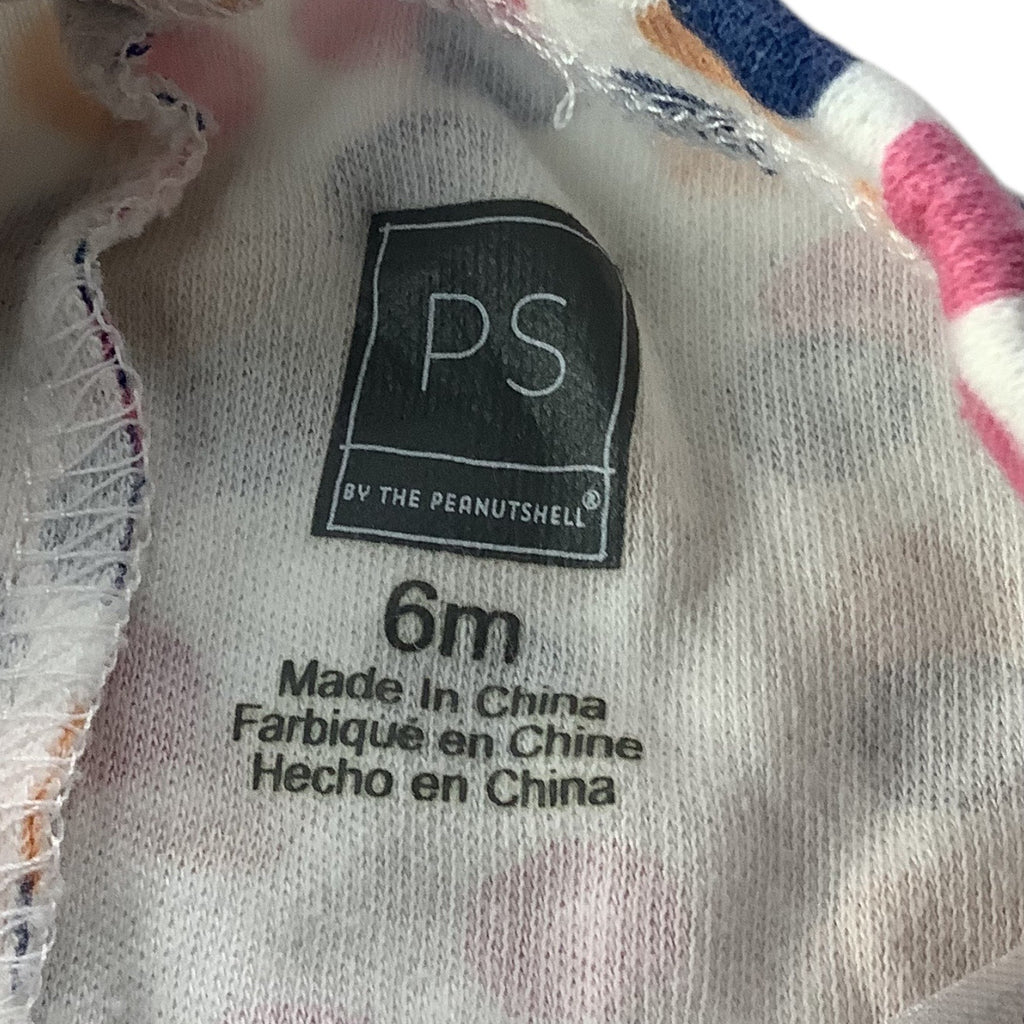 PS
BY THE PEANUTSHELL®
6m
Made In China
Farbiqué en Chine
Hecho en China